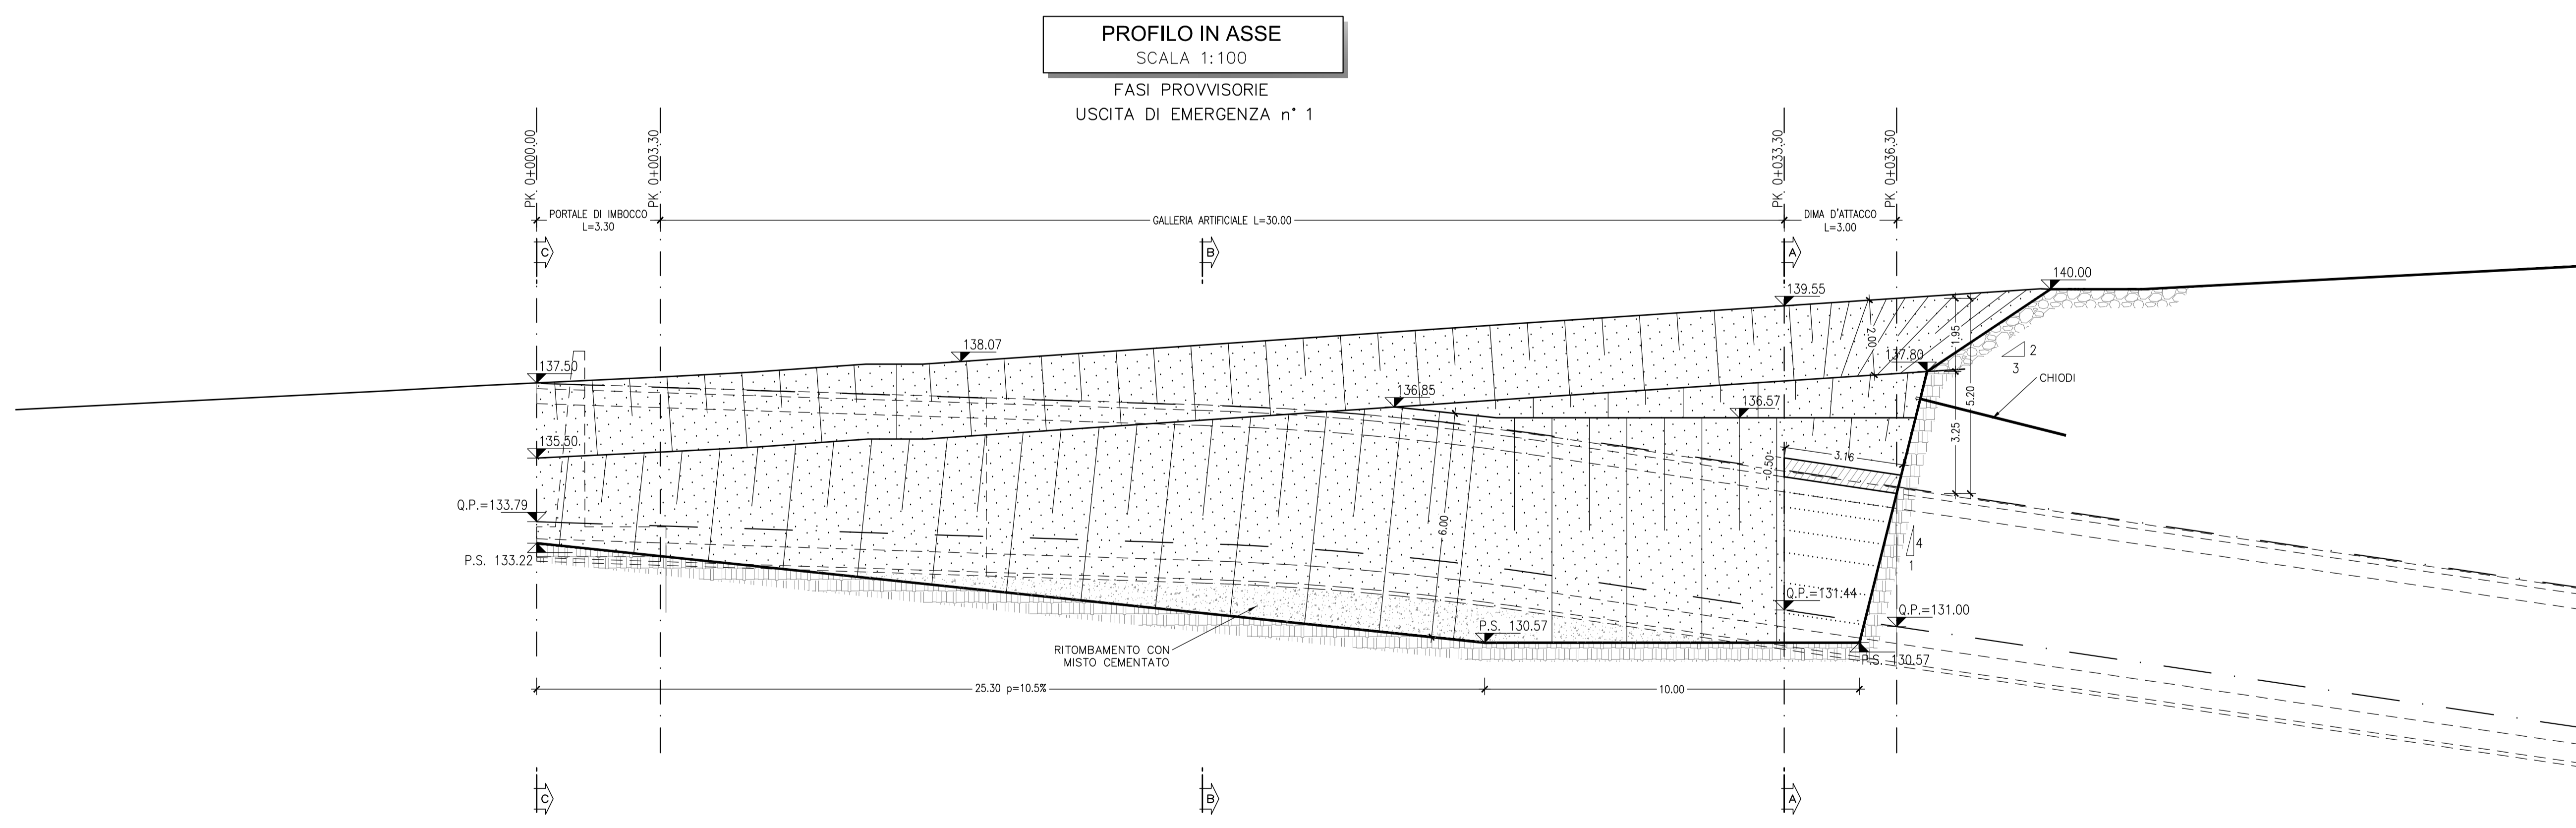 PROFILO IN ASSE
SCALA 1:100
FASI PROVVISORIE
USCITA DI EMERGENZA n° 1
PK 0+000.00
PK 0+003.30
PK 0+033.30
PK 0+036.30
PORTALE DI IMBOCCO
L=3.30
GALLERIA ARTIFICIALE L=30.00
DIMA D'ATTACCO
L=3.00
C
B
A
140.00
139.55
138.07
137.50
137.80
2.00
1.95
2
3
CHIODI
136.85
136.57
5.20
3.25
135.50
0.50
3.16
Q.P.=133.79
6.00
4
1
P.S. 133.22
Q.P.=131.44
Q.P.=131.00
P.S. 130.57
RITOMBAMENTO CON
MISTO CEMENTATO
P.S. 130.57
25.30 p=10.5%
10.00
C
B
A